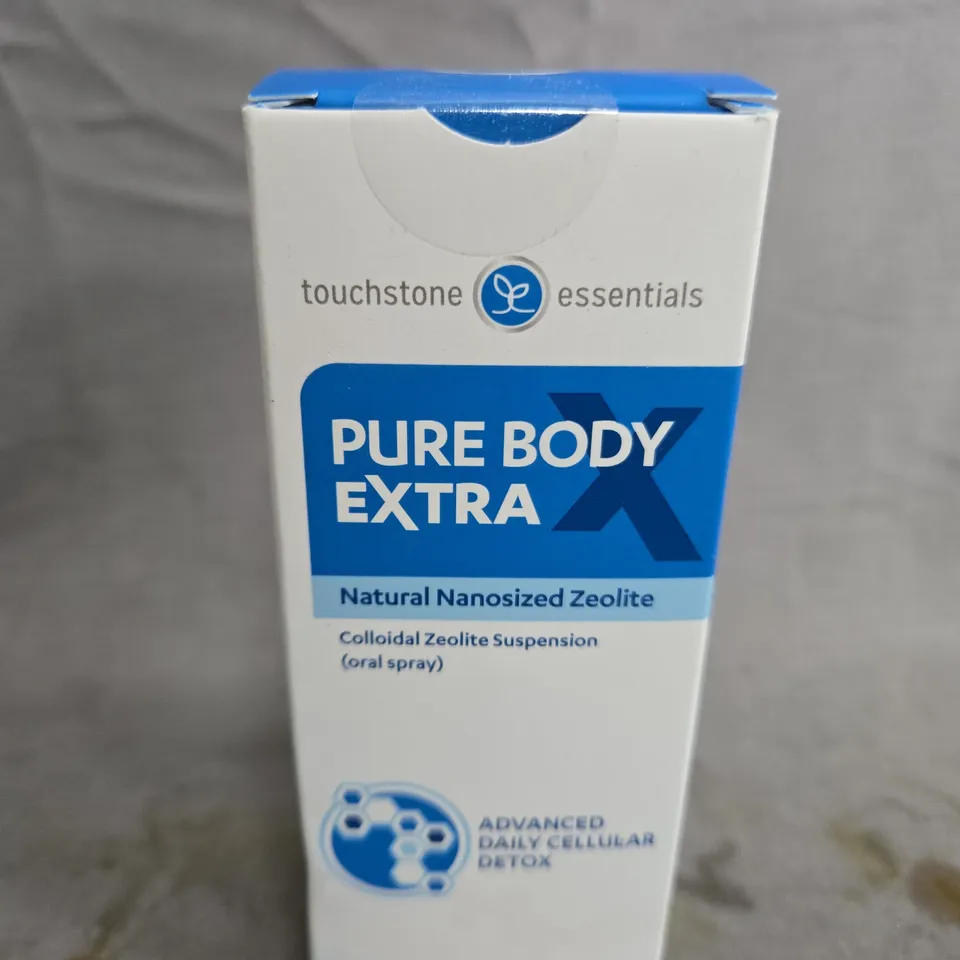 touchstone essentials
PURE BODY
EXTRA X
Natural Nanosized Zeolite
Colloidal Zeolite Suspension
(oral spray)
ADVANCED
DAILY CELLULAR
DETOX